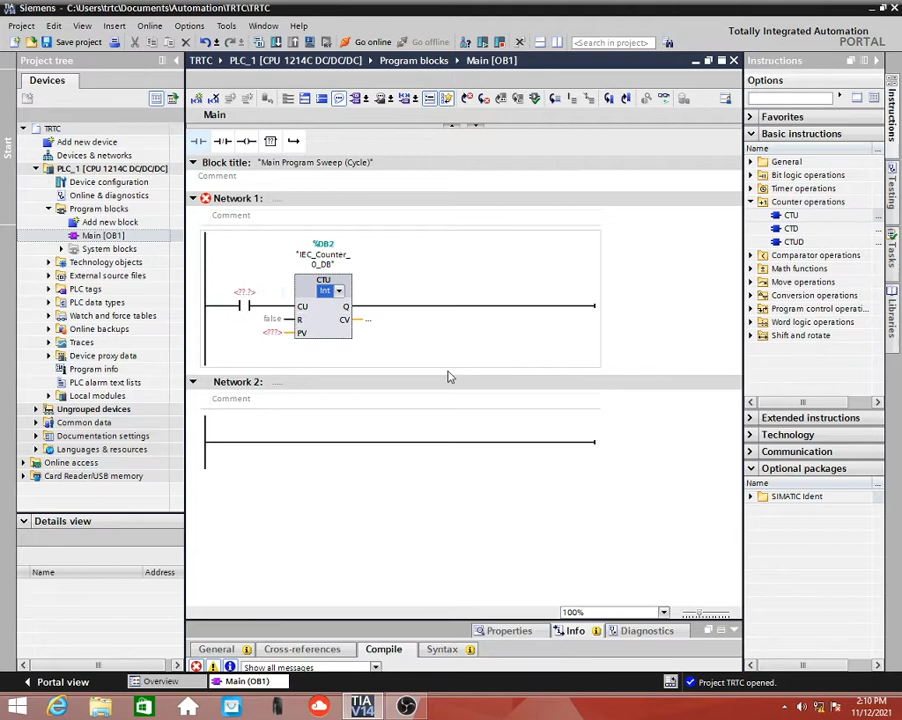 Siemens - C:\Users\trtc\Documents\Automation\TRTC\TRTC
Project Edit View Insert Online Options Tools Window Help
Totally Integrated Automation
PORTAL
Save project
Go online
Go offline
<Search in project>
Project tree
TRTC ▸ PLC_1 [CPU 1214C DC/DC/DC] ▸ Program blocks ▸ Main [OB1]
Instructions
Devices
Options
Start
TRTC
Add new device
Devices & networks
PLC_1 [CPU 1214C DC/DC/DC]
Device configuration
Online & diagnostics
Program blocks
Add new block
Main [OB1]
System blocks
Technology objects
External source files
PLC tags
PLC data types
Watch and force tables
Online backups
Traces
Device proxy data
Program info
PLC alarm text lists
Local modules
Ungrouped devices
Common data
Documentation settings
Languages & resources
Online access
Card Reader/USB memory
Details view
Name Address
Main
Block title: "Main Program Sweep (Cycle)"
Comment
Network 1: .....
Comment
%DB2
"IEC_Counter_
0_DB"
CTU
Int
<??.?>
CU Q
false R CV ...
<???> PV
Network 2: .....
Comment
100%
Properties Info Diagnostics
General Cross-references Compile Syntax
Show all messages
Favorites
Basic instructions
Name ...
General
Bit logic operations
Timer operations
Counter operations
CTU ...
CTD ...
CTUD ...
Comparator operations
Math functions
Move operations
Conversion operations
Program control operati...
Word logic operations
Shift and rotate
Extended instructions
Technology
Communication
Optional packages
Name ...
SIMATIC Ident
Instructions
Testing
Tasks
Libraries
Portal view
Overview
Main (OB1)
Project TRTC opened.
TIA
V14
2:10 PM
11/12/2021